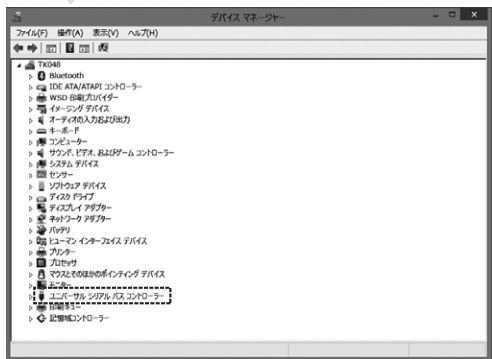 デバイス マネージャー
ファイル(F) 操作(A) 表示(V) ヘルプ(H)
TK048
Bluetooth
IDE ATA/ATAPI コントローラー
WSD 印刷プロバイダー
イメージング デバイス
オーディオの入力および出力
キーボード
コンピューター
サウンド、ビデオ、およびゲーム コントローラー
システム デバイス
センサー
ソフトウェア デバイス
ディスク ドライブ
ディスプレイ アダプター
ネットワーク アダプター
バッテリ
ヒューマン インターフェイス デバイス
プリンター
プロセッサ
マウスとそのほかのポインティング デバイス
モニター
ユニバーサル シリアル バス コントローラー
印刷キュー
記憶域コントローラー